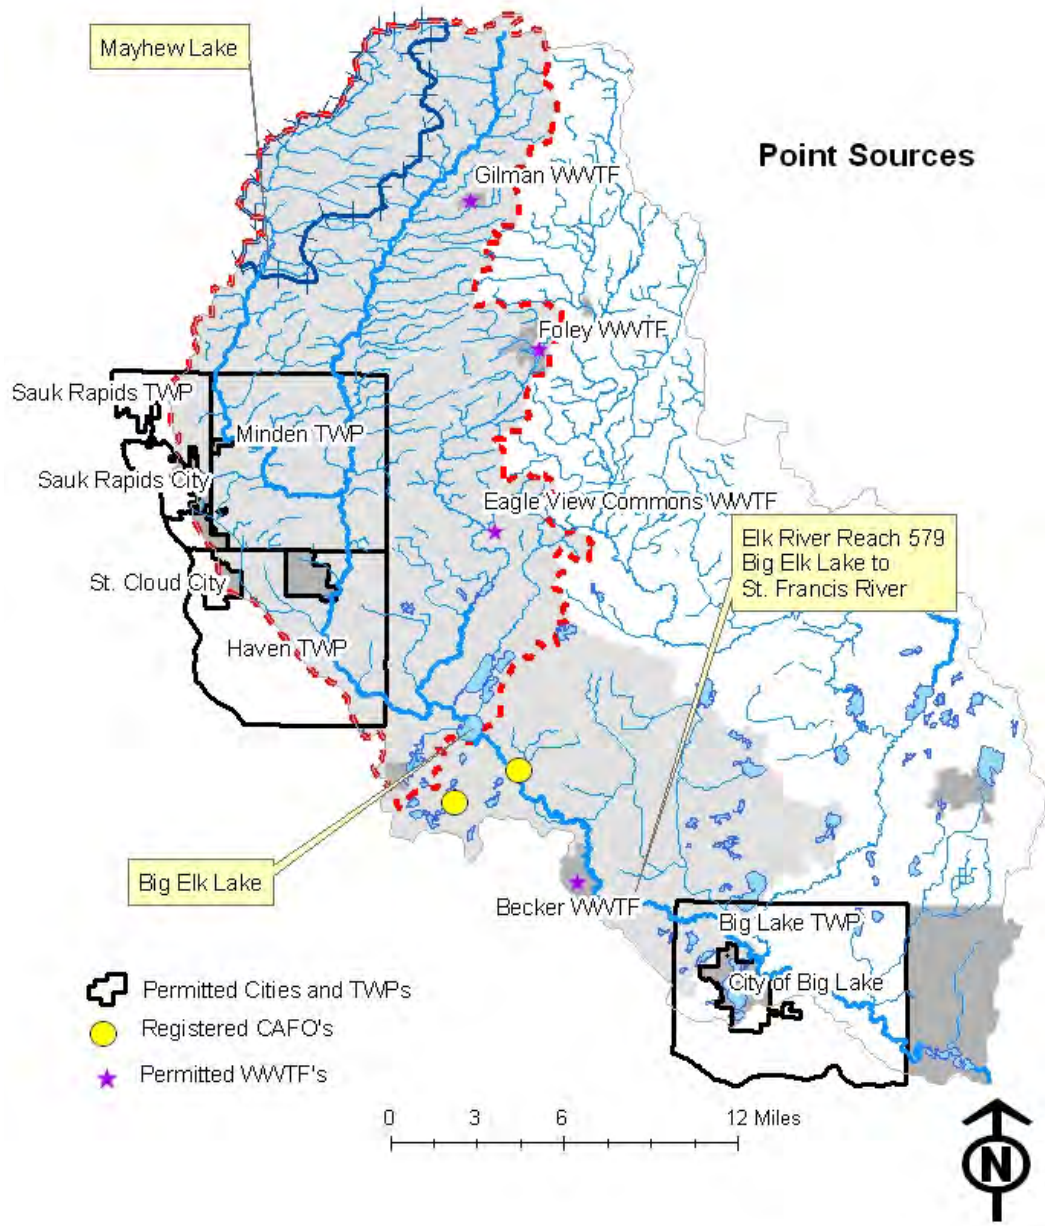 Mayhew Lake
Point Sources
Gilman WWTF
Foley WWTF
Sauk Rapids TWP
Minden TWP
Sauk Rapids City
Eagle View Commons WWTF
Elk River Reach 579
Big Elk Lake to
St. Francis River
St. Cloud City
Haven TWP
Big Elk Lake
Becker WWTF
Big Lake TWP
City of Big Lake
Permitted Cities and TWPs
Registered CAFO's
Permitted WWTF's
0 3 6 12 Miles
N